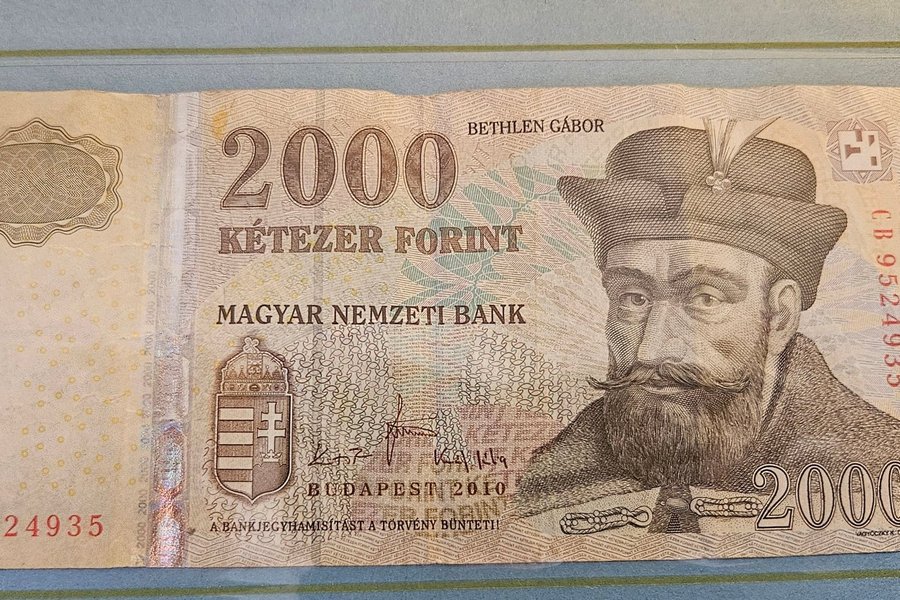 2000
BETHLEN GÁBOR
KÉTEZER FORINT
MAGYAR NEMZETI BANK
CB 9524935
BUDAPEST 2010
24935
A BANKJEGYHAMISÍTÁST A TÖRVÉNY BÜNTETI!
2000